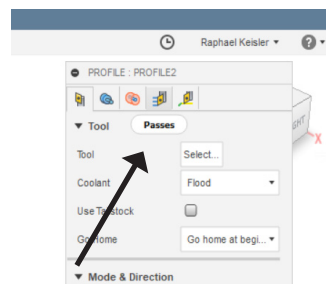 Raphael Keisler
?
PROFILE : PROFILE2
Tool
Passes
Tool
Select...
Coolant
Flood
Use Tailstock
Go Home
Go home at begi...
Mode & Direction
GHT
X